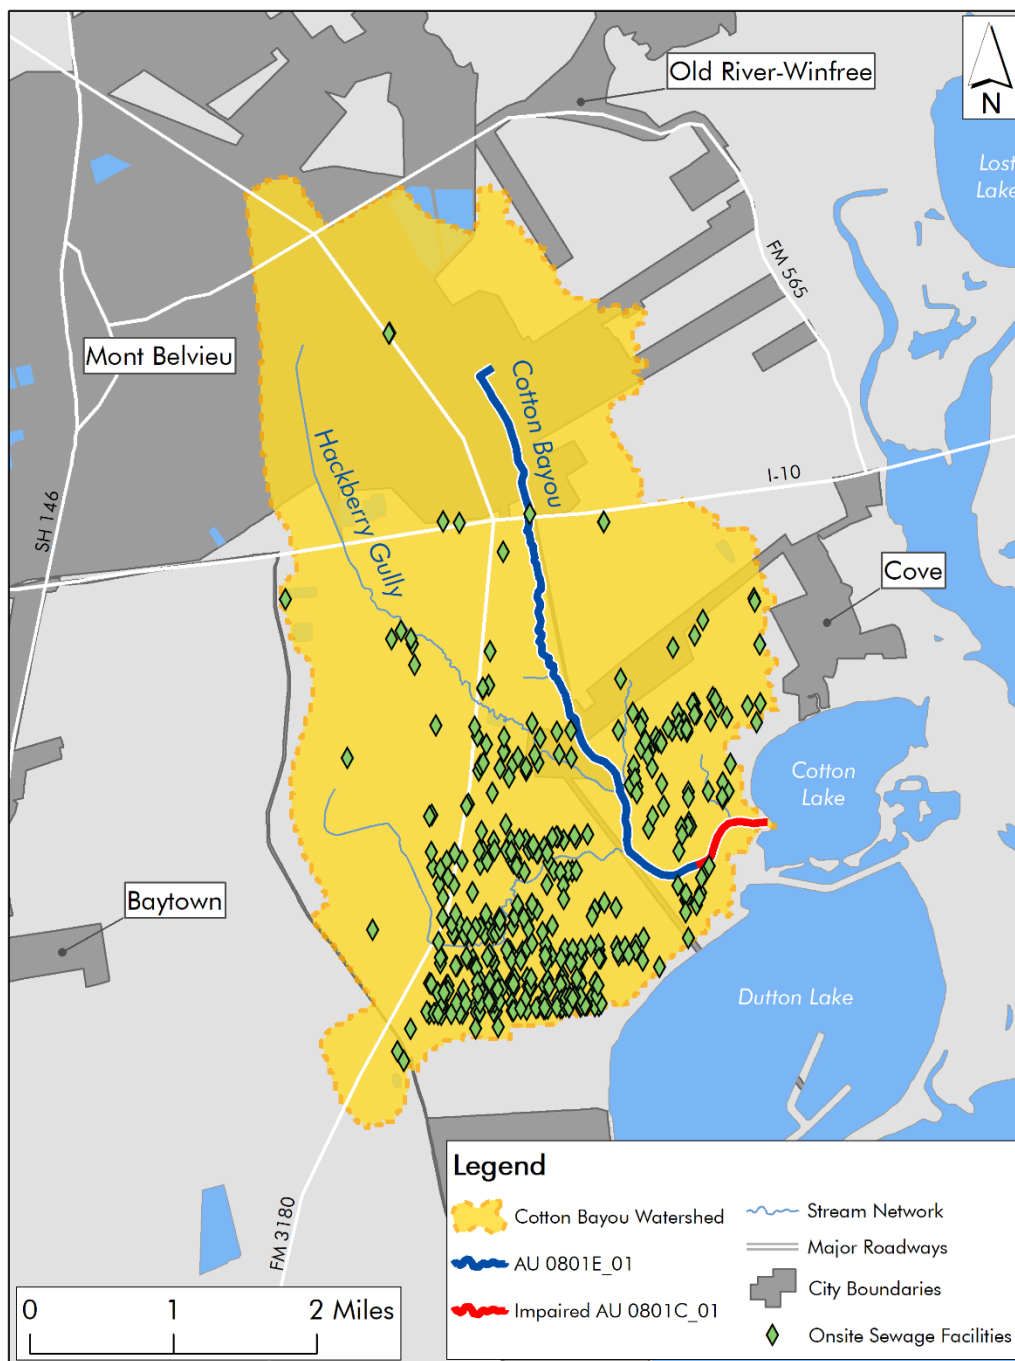 Old River-Winfree
N
Lost
Lake
FM 565
Mont Belvieu
Cotton Bayou
Hackberry Gully
I-10
SH 146
Cove
Cotton
Lake
Baytown
Dutton Lake
FM 3180
Legend
Cotton Bayou Watershed
AU 0801E_01
Impaired AU 0801C_01
Stream Network
Major Roadways
City Boundaries
Onsite Sewage Facilities
0 1 2 Miles